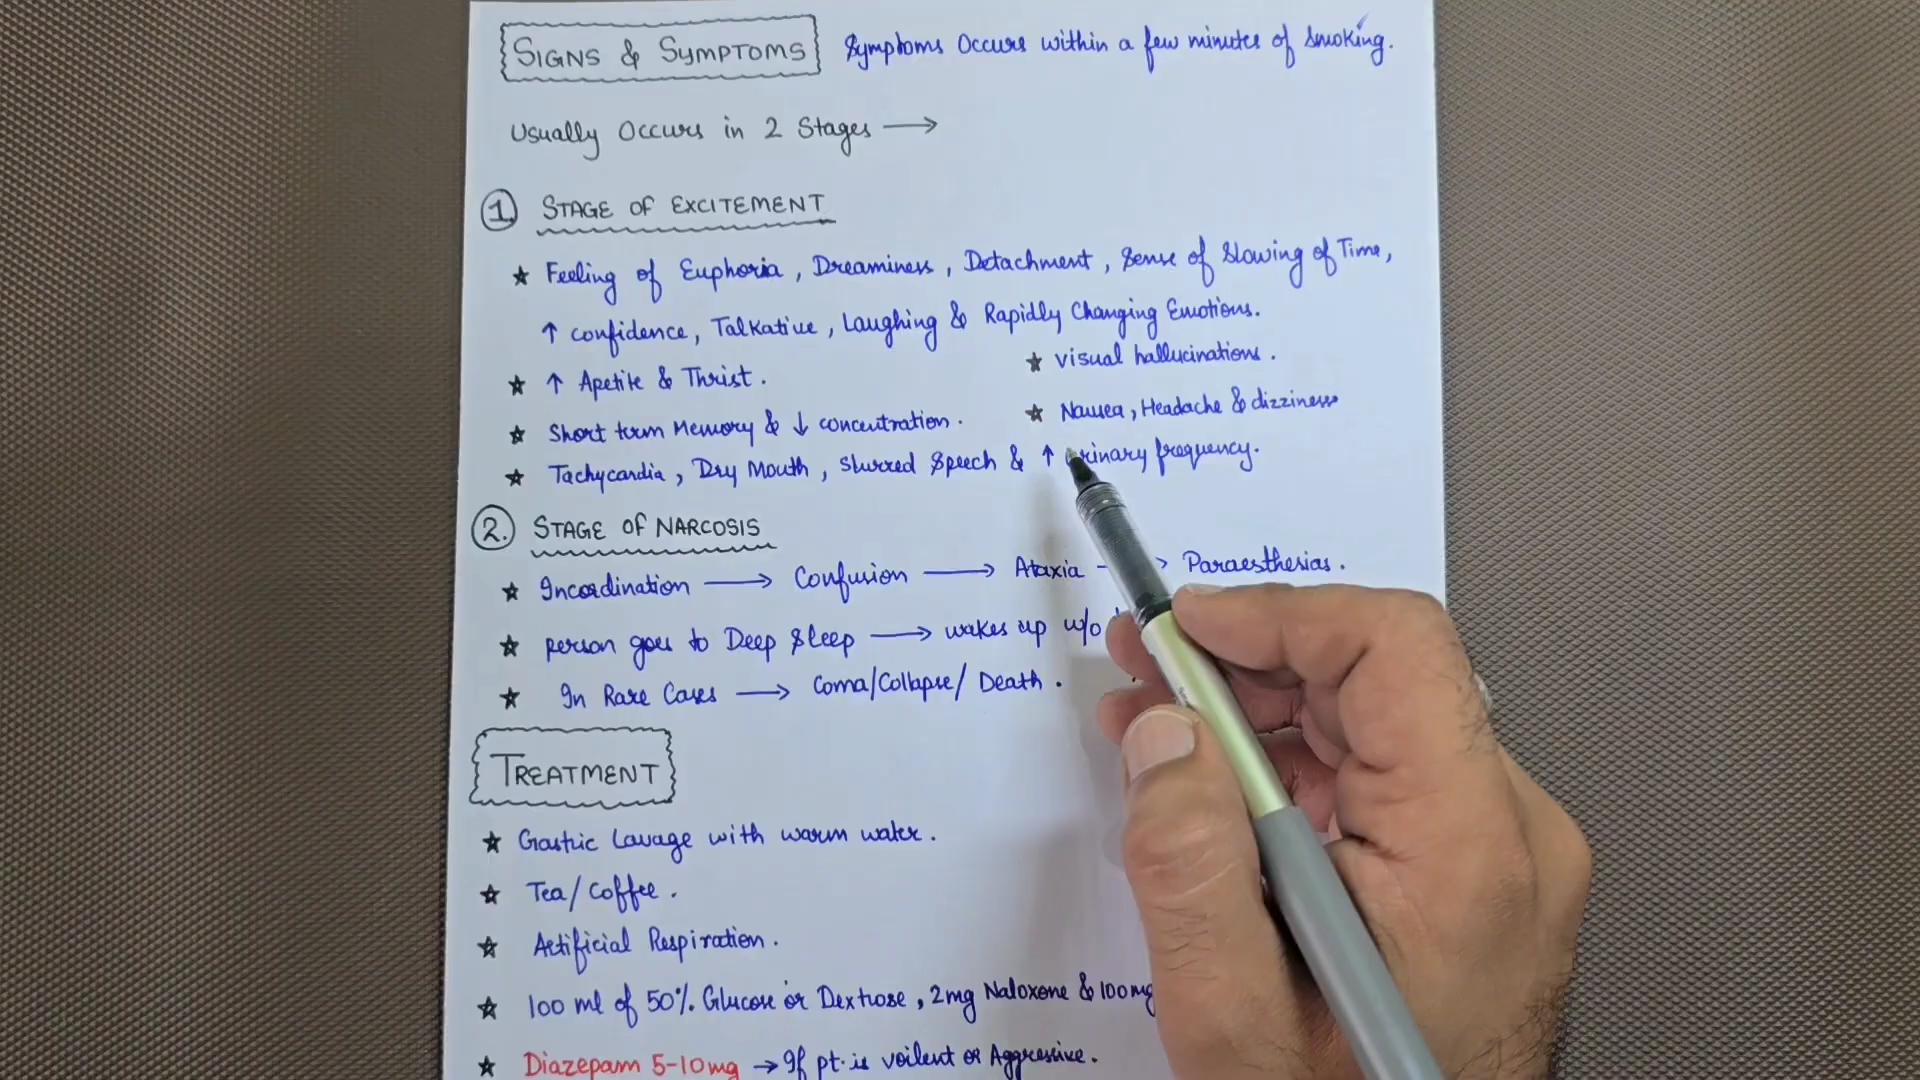 SIGNS & SYMPTOMS Symptoms Occurs within a few minutes of smoking.
Usually Occurs in 2 Stages →
1. STAGE OF EXCITEMENT
★ Feeling of Euphoria, Dreaminess, Detachment, Sense of Slowing of Time,
↑ confidence, Talkative, Laughing & Rapidly Changing Emotions.
★ ↑ Apetite & Thrist.
★ visual hallucinations.
★ Short term Memory & ↓ concentration.
★ Nausea, Headache & dizziness
★ Tachycardia, Dry Mouth, Slurred Speech & ↑ urinary frequency.
2. STAGE OF NARCOSIS
★ Incordination → Confusion → Ataxia → Paraesthesias.
★ person goes to Deep Sleep → wakes up w/o
★ In Rare Cases → Coma/Collapse/Death.
TREATMENT
★ Gastric Lavage with warm water.
★ Tea/Coffee.
★ Artificial Respiration.
★ 100 ml of 50% Glucose or Dextrose, 2mg Naloxone & 100mg
★ Diazepam 5-10mg → If pt. is voilent or Aggressive.